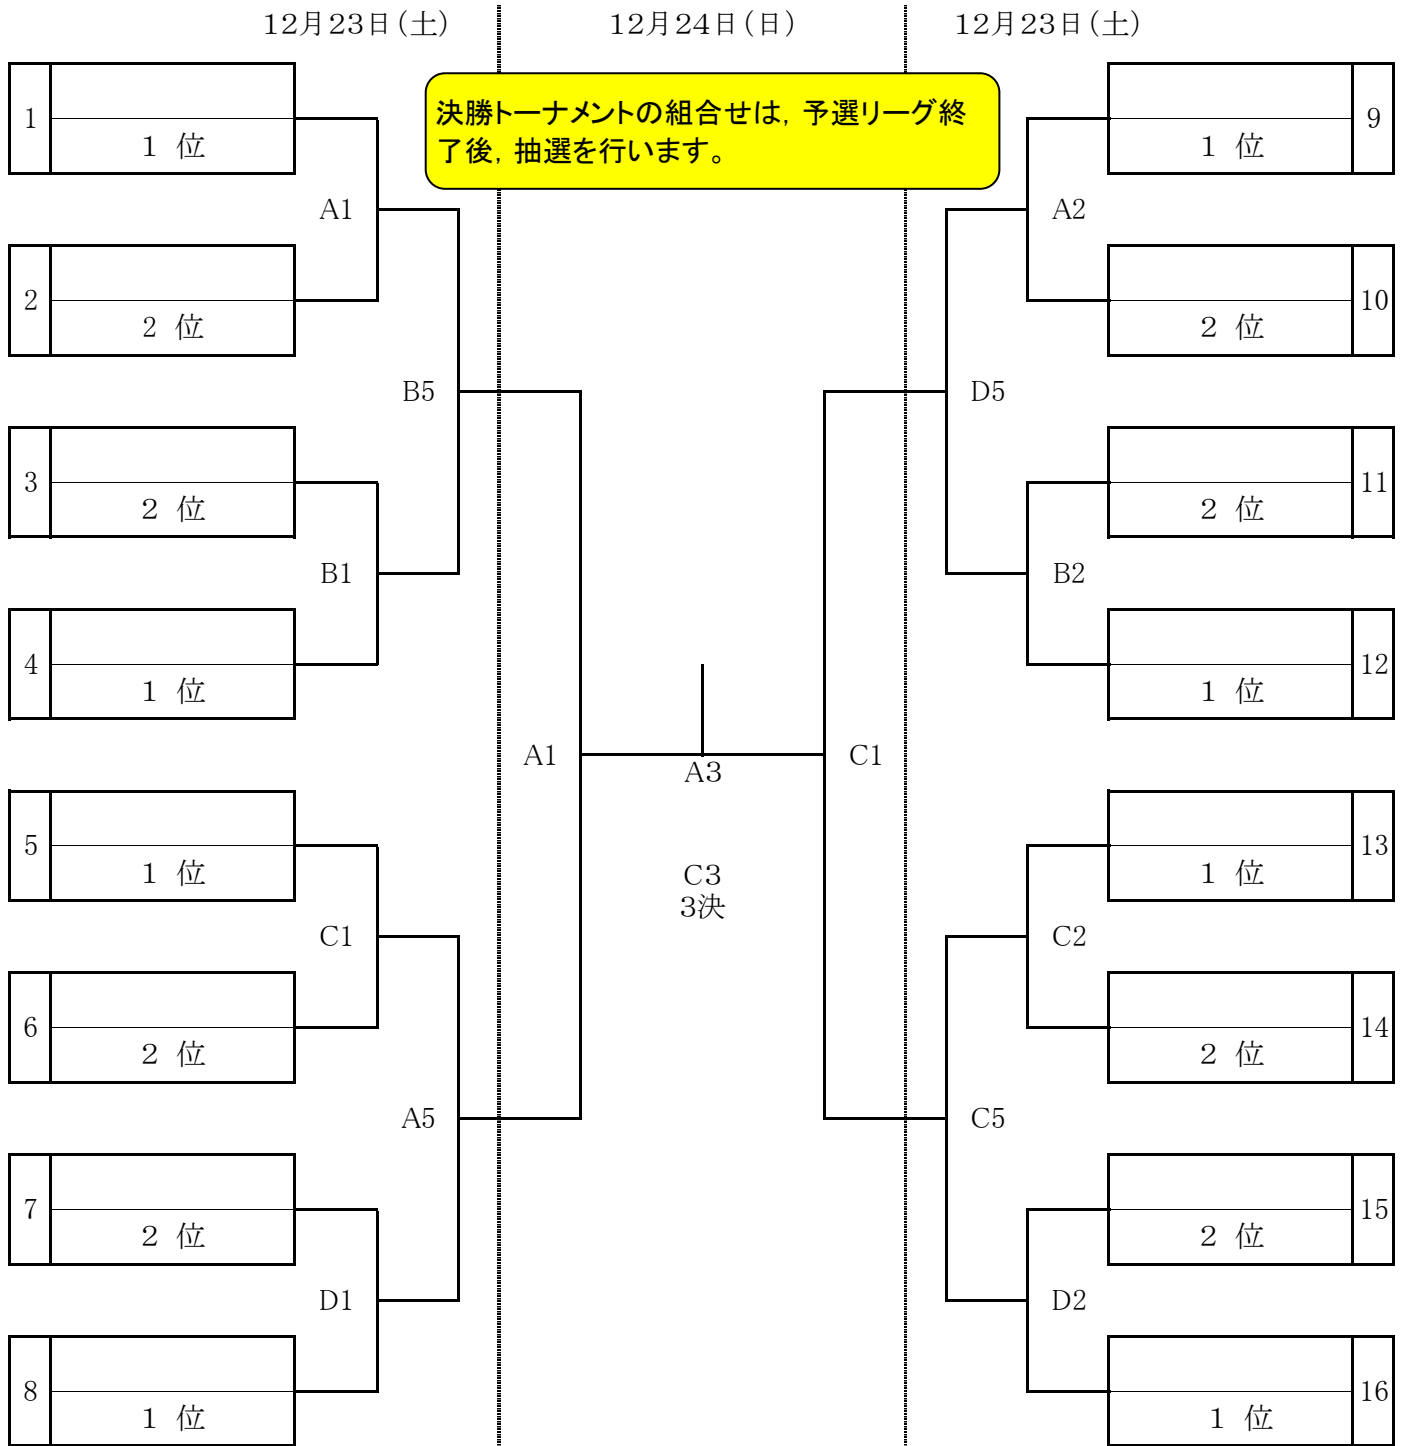 12月23日(土)
12月24日(日)
12月23日(土)
決勝トーナメントの組合せは, 予選リーグ終
了後, 抽選を行います。
1
1 位
9
1 位
A1
A2
2
2 位
10
2 位
B5
D5
3
2 位
11
2 位
B1
B2
4
1 位
12
1 位
A1
A3
C1
5
1 位
13
1 位
C3
3決
C1
C2
6
2 位
14
2 位
A5
C5
7
2 位
15
2 位
D1
D2
8
1 位
16
1 位